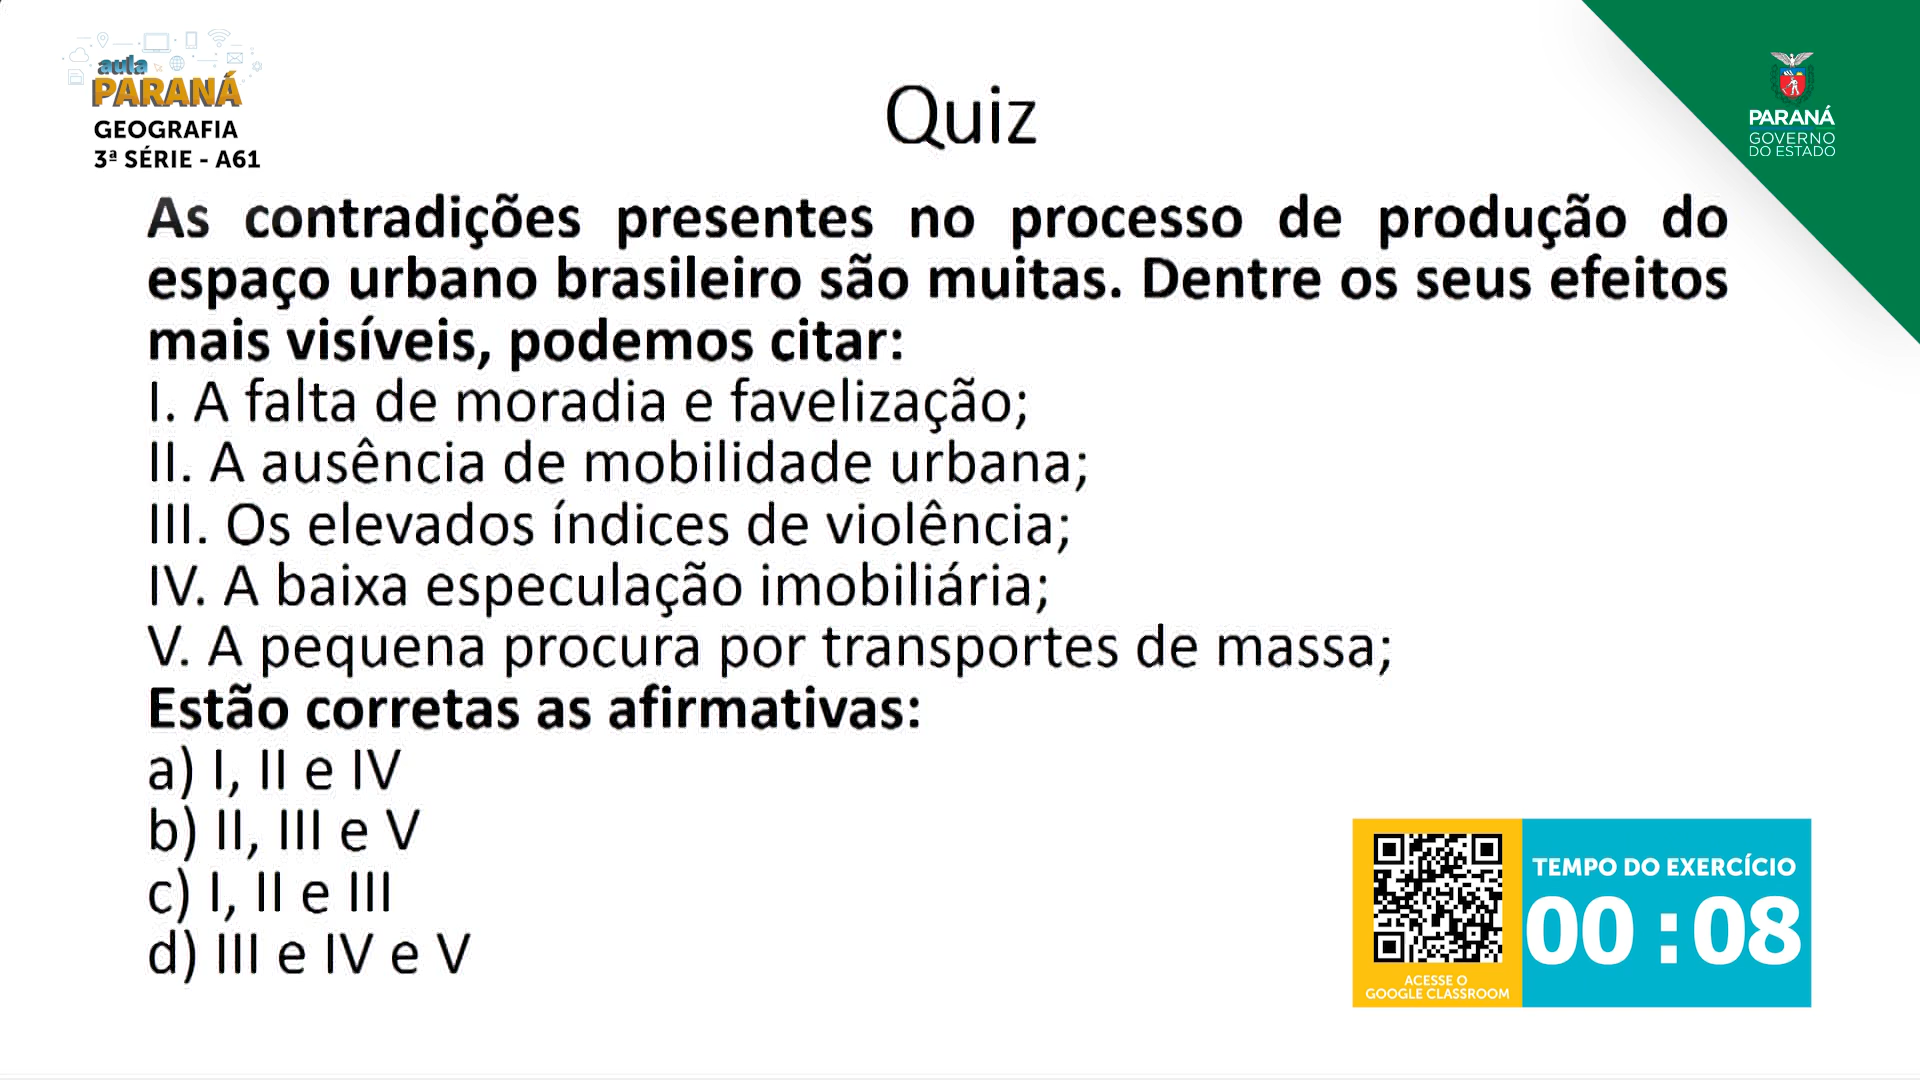 aula
PARANÁ
GEOGRAFIA
3ª SÉRIE - A61
Quiz
PARANÁ
GOVERNO
DO ESTADO
As contradições presentes no processo de produção do
espaço urbano brasileiro são muitas. Dentre os seus efeitos
mais visíveis, podemos citar:
I. A falta de moradia e favelização;
II. A ausência de mobilidade urbana;
III. Os elevados índices de violência;
IV. A baixa especulação imobiliária;
V. A pequena procura por transportes de massa;
Estão corretas as afirmativas:
a) I, II e IV
b) II, III e V
c) I, II e III
d) III e IV e V
ACESSE O
GOOGLE CLASSROOM
TEMPO DO EXERCÍCIO
00 :08